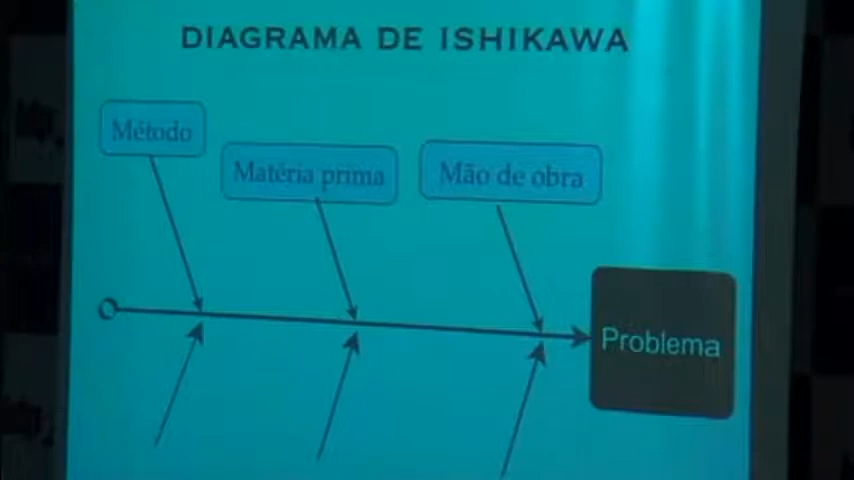 DIAGRAMA DE ISHIKAWA
Método
Matéria prima
Mão de obra
Problema